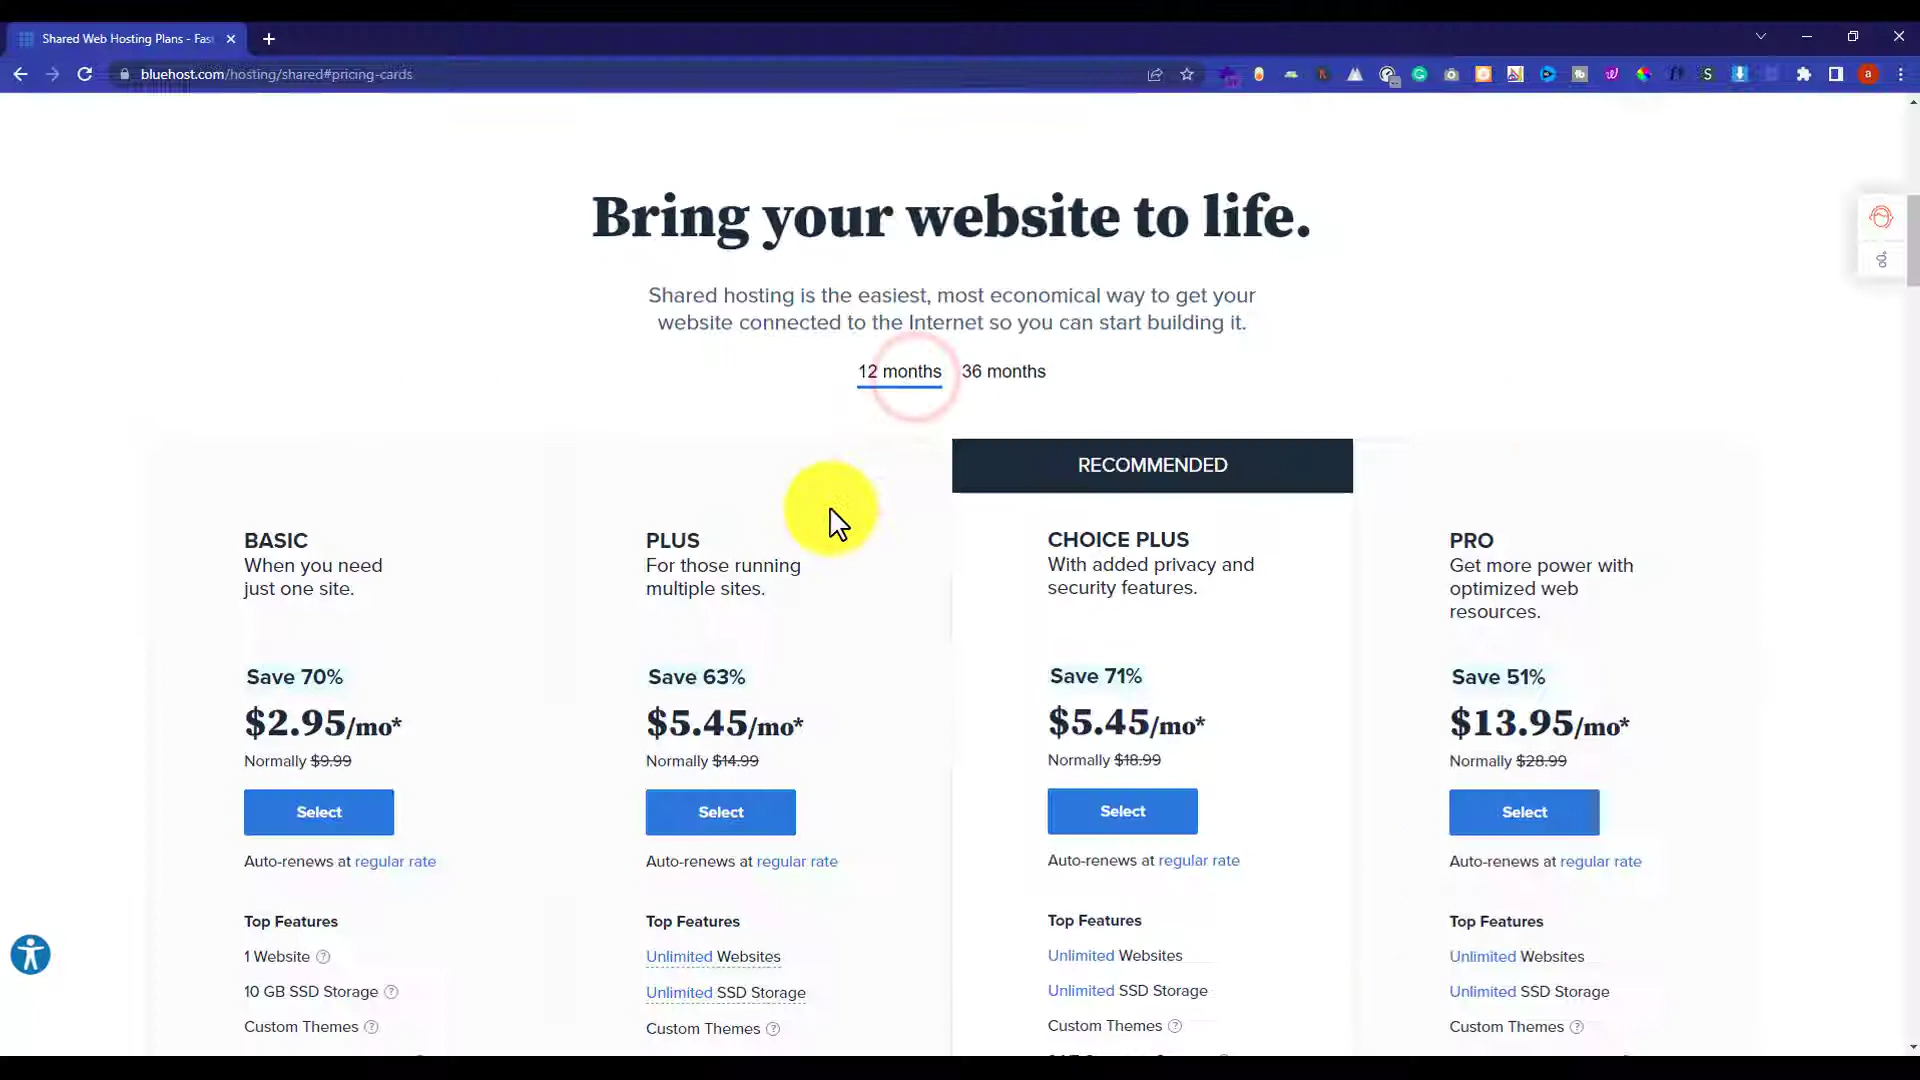 Shared Web Hosting Plans - Fas
bluehost.com/hosting/shared#pricing-cards
Bring your website to life.
Shared hosting is the easiest, most economical way to get your
website connected to the Internet so you can start building it.
12 months 36 months
RECOMMENDED
BASIC
When you need
just one site.
Save 70%
$2.95/mo*
Normally $9.99
Select
Auto-renews at regular rate
Top Features
1 Website
10 GB SSD Storage
Custom Themes
PLUS
For those running
multiple sites.
Save 63%
$5.45/mo*
Normally $14.99
Select
Auto-renews at regular rate
Top Features
Unlimited Websites
Unlimited SSD Storage
Custom Themes
CHOICE PLUS
With added privacy and
security features.
Save 71%
$5.45/mo*
Normally $18.99
Select
Auto-renews at regular rate
Top Features
Unlimited Websites
Unlimited SSD Storage
Custom Themes
PRO
Get more power with
optimized web
resources.
Save 51%
$13.95/mo*
Normally $28.99
Select
Auto-renews at regular rate
Top Features
Unlimited Websites
Unlimited SSD Storage
Custom Themes